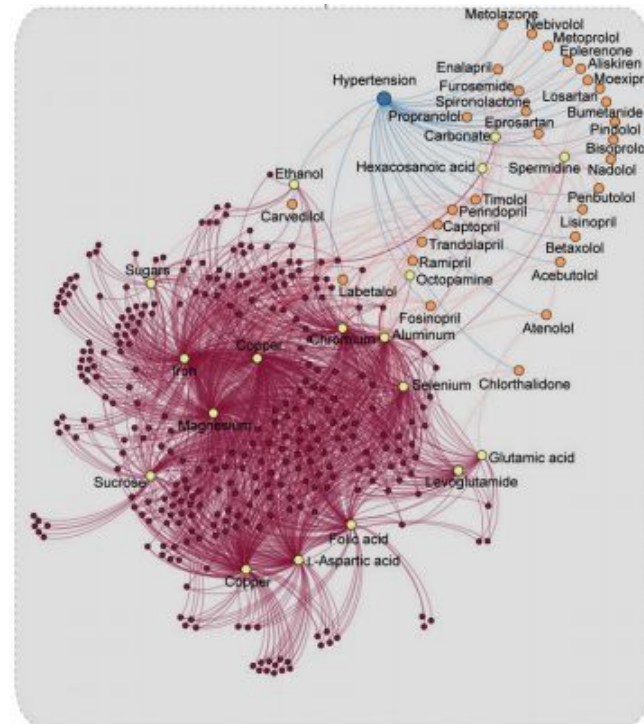 Metolazone
Nebivolol
Metoprolol
Eplerenone
Aliskiren
Moexipr
Enalapril
Hypertension
Furosemide
Losartan
Spironolactone
Bumetanide
Propranolol
Eprosartan
Pindolol
Carbonate
Bisoprolo
Hexacosanoic acid
Spermidine
Nadolol
Ethanol
Timolol
Penbutolol
Carvedilol
Perindopril
Lisinopril
Captopril
Trandolapril
Betaxolol
Sugars
Ramipril
Acebutolol
Labetalol
Octopamine
Fosinopril
Atenolol
Chromium
Aluminum
Copper
Iron
Selenium
Chlorthalidone
Magnesium
Glutamic acid
Sucrose
Levoglutamide
Folic acid
L-Aspartic acid
Copper